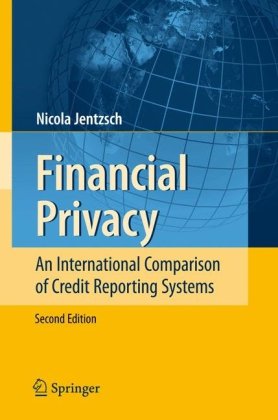 Nicola Jentzsch
Financial
Privacy
An International Comparison
of Credit Reporting Systems
Second Edition
Springer